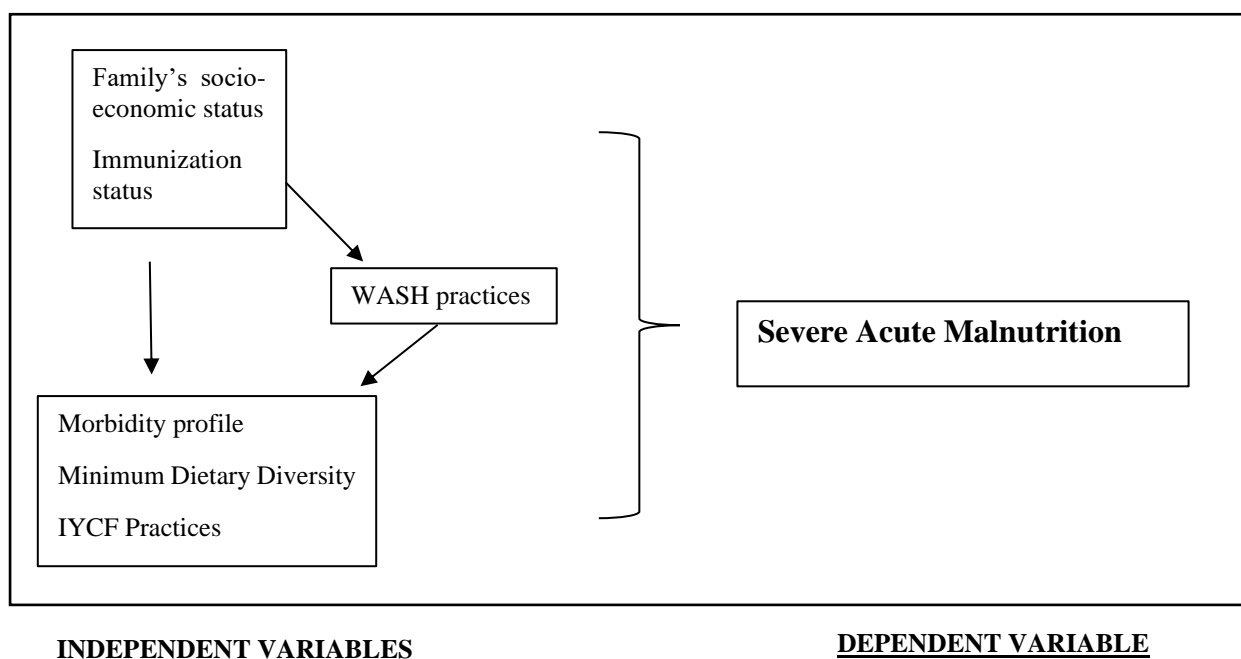 Family’s socio-
economic status
Immunization
status
WASH practices
Severe Acute Malnutrition
Morbidity profile
Minimum Dietary Diversity
IYCF Practices
INDEPENDENT VARIABLES
DEPENDENT VARIABLE